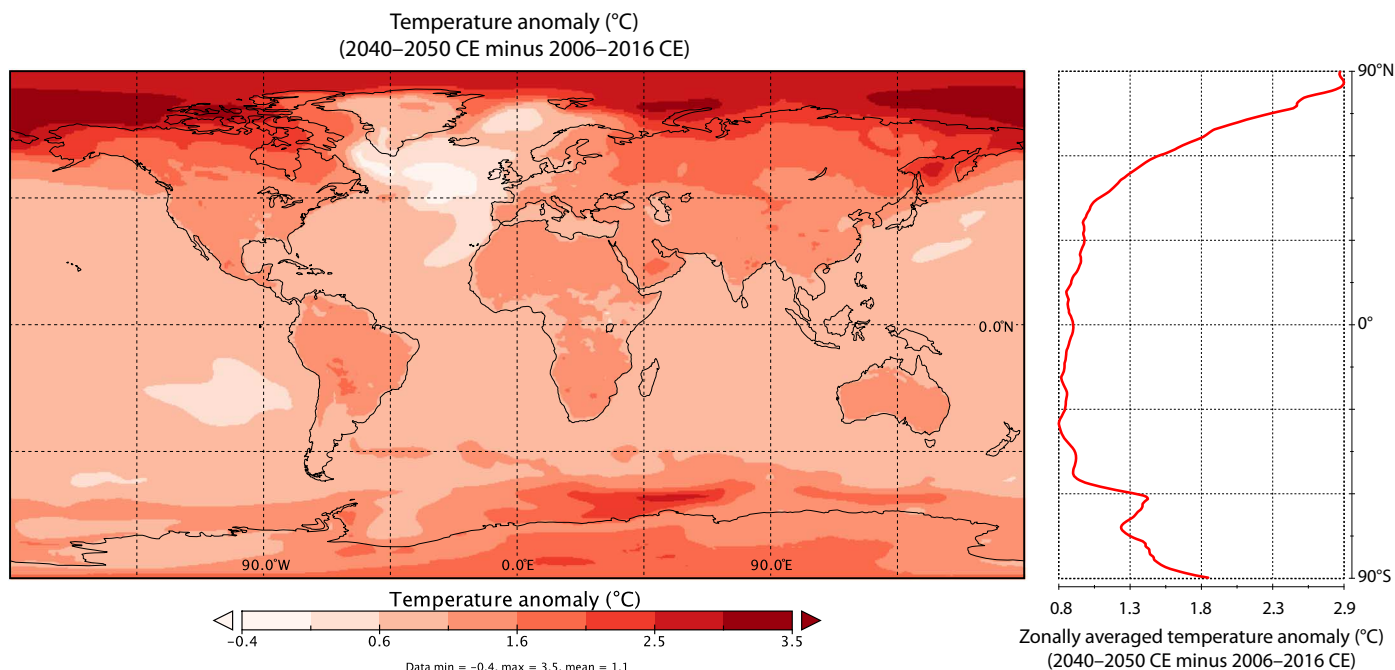 Temperature anomaly (°C)
(2040–2050 CE minus 2006–2016 CE)
90°N
0.0°N
0°
90.0°W
0.0°E
90.0°E
90°S
Temperature anomaly (°C)
−0.4
0.6
1.6
2.5
3.5
Data min = −0.4, max = 3.5, mean = 1.1
0.8
1.3
1.8
2.3
2.9
Zonally averaged temperature anomaly (°C)
(2040–2050 CE minus 2006–2016 CE)